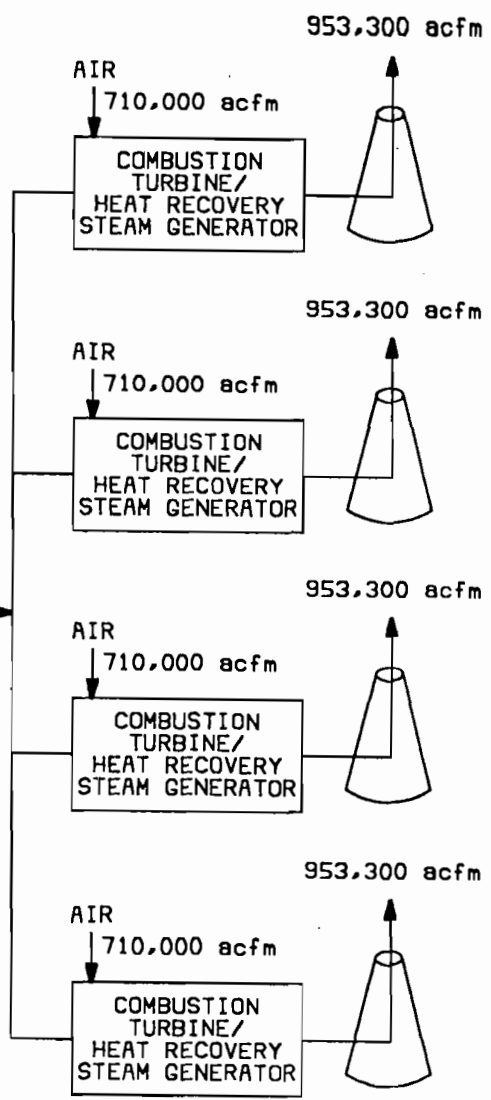 953,300 acfm
AIR
710,000 acfm
COMBUSTION
TURBINE/
HEAT RECOVERY
STEAM GENERATOR
953,300 acfm
AIR
710,000 acfm
COMBUSTION
TURBINE/
HEAT RECOVERY
STEAM GENERATOR
953,300 acfm
AIR
710,000 acfm
COMBUSTION
TURBINE/
HEAT RECOVERY
STEAM GENERATOR
953,300 acfm
AIR
710,000 acfm
COMBUSTION
TURBINE/
HEAT RECOVERY
STEAM GENERATOR